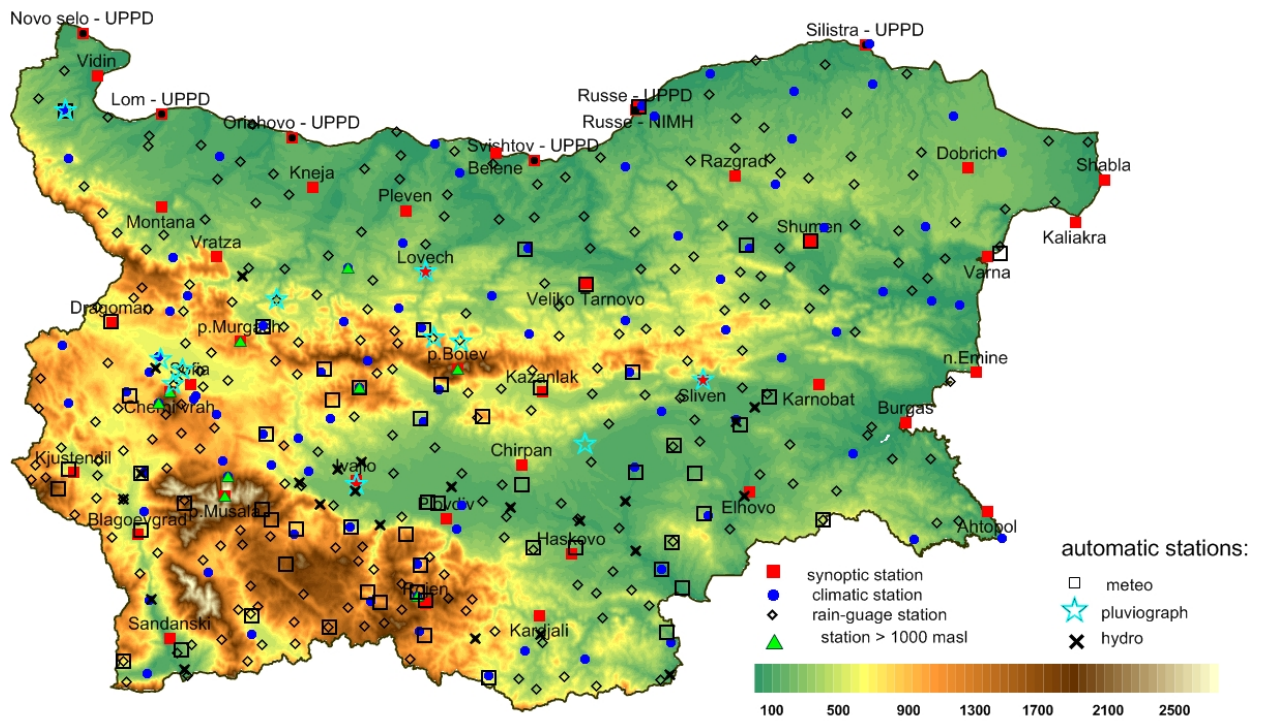 Novo selo - UPPD
Silistra - UPPD
Vidin
Lom - UPPD
Russe - UPPD
Oriahovo - UPPD
Russe - NIMH
Svishtov - UPPD
Belene
Razgrad
Dobrich
Shabla
Kneja
Pleven
Montana
Shumen
Kaliakra
Vratza
Lovech
Varna
Veliko Tarnovo
Dragoman
p.Murgash
p.Botev
n.Emine
Sofia
Kazanlak
Sliven
Karnobat
Cherni vrah
Burgas
Chirpan
Kjustendil
Ivailo
Plovdiv
Elhovo
p.Musala
Blagoevgrad
Ahtopol
Haskovo
automatic stations:
synoptic station
meteo
climatic station
rain-guage station
pluviograph
station > 1000 masl
hydro
Rojen
Sandanski
Kardjali
100 500 900 1300 1700 2100 2500